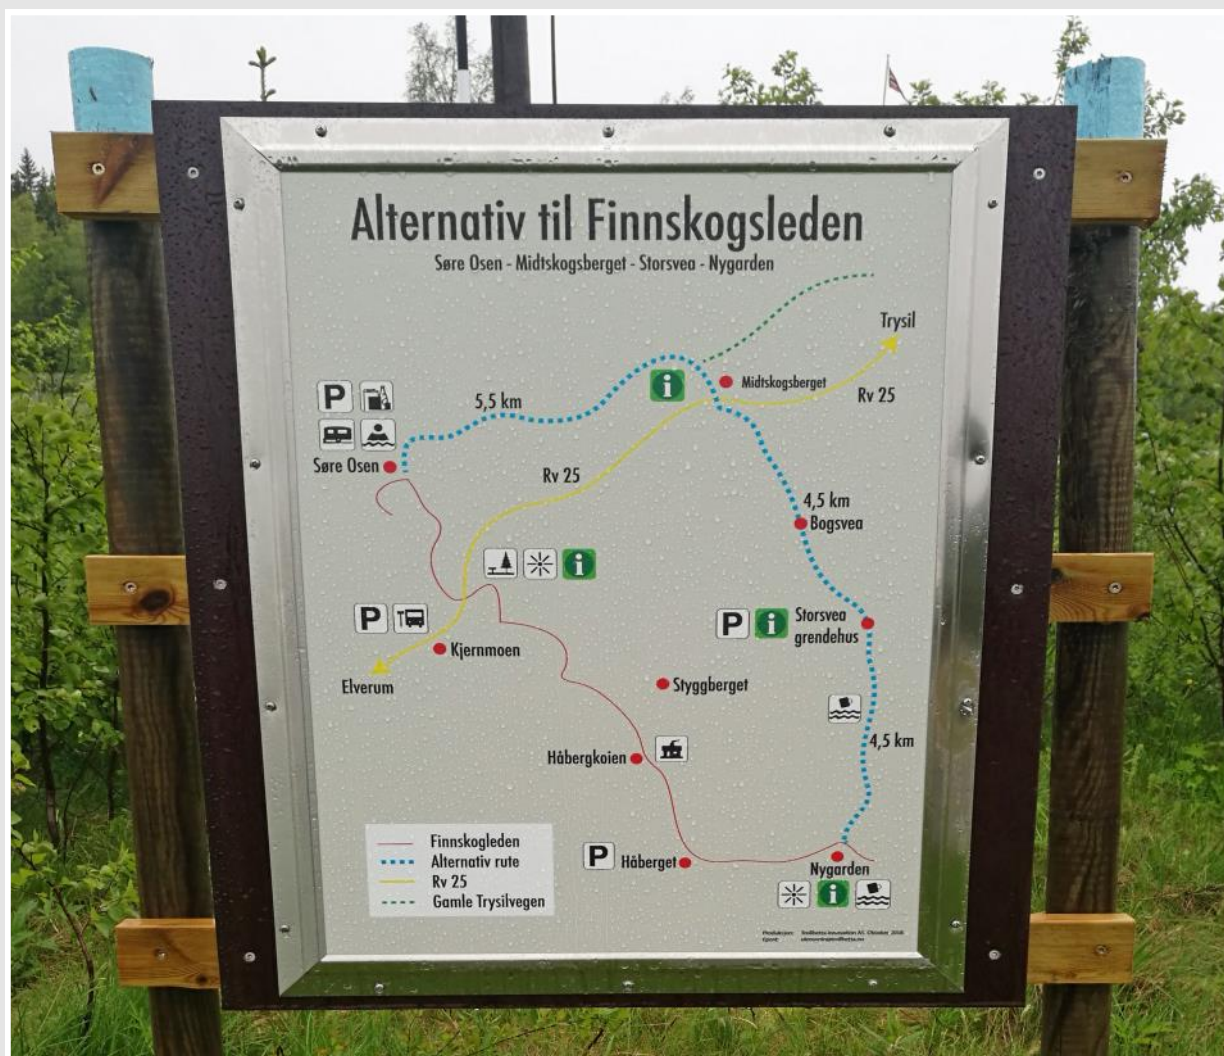 Alternativ til Finnskogsleden
Søre Osen - Midtskogsberget - Storsvea - Nygarden
Trysil
i
Midtskogsberget
Rv 25
P
5,5 km
Søre Osen
Rv 25
4,5 km
Bogsvea
i
P
P i Storsvea
grendehus
Kjernmoen
Elverum
Styggberget
4,5 km
Håbergkoien
Finnskogleden
Alternativ rute
Rv 25
Gamle Trysilvegen
P Håberget
Nygarden
i
Produksjon:
Epost: